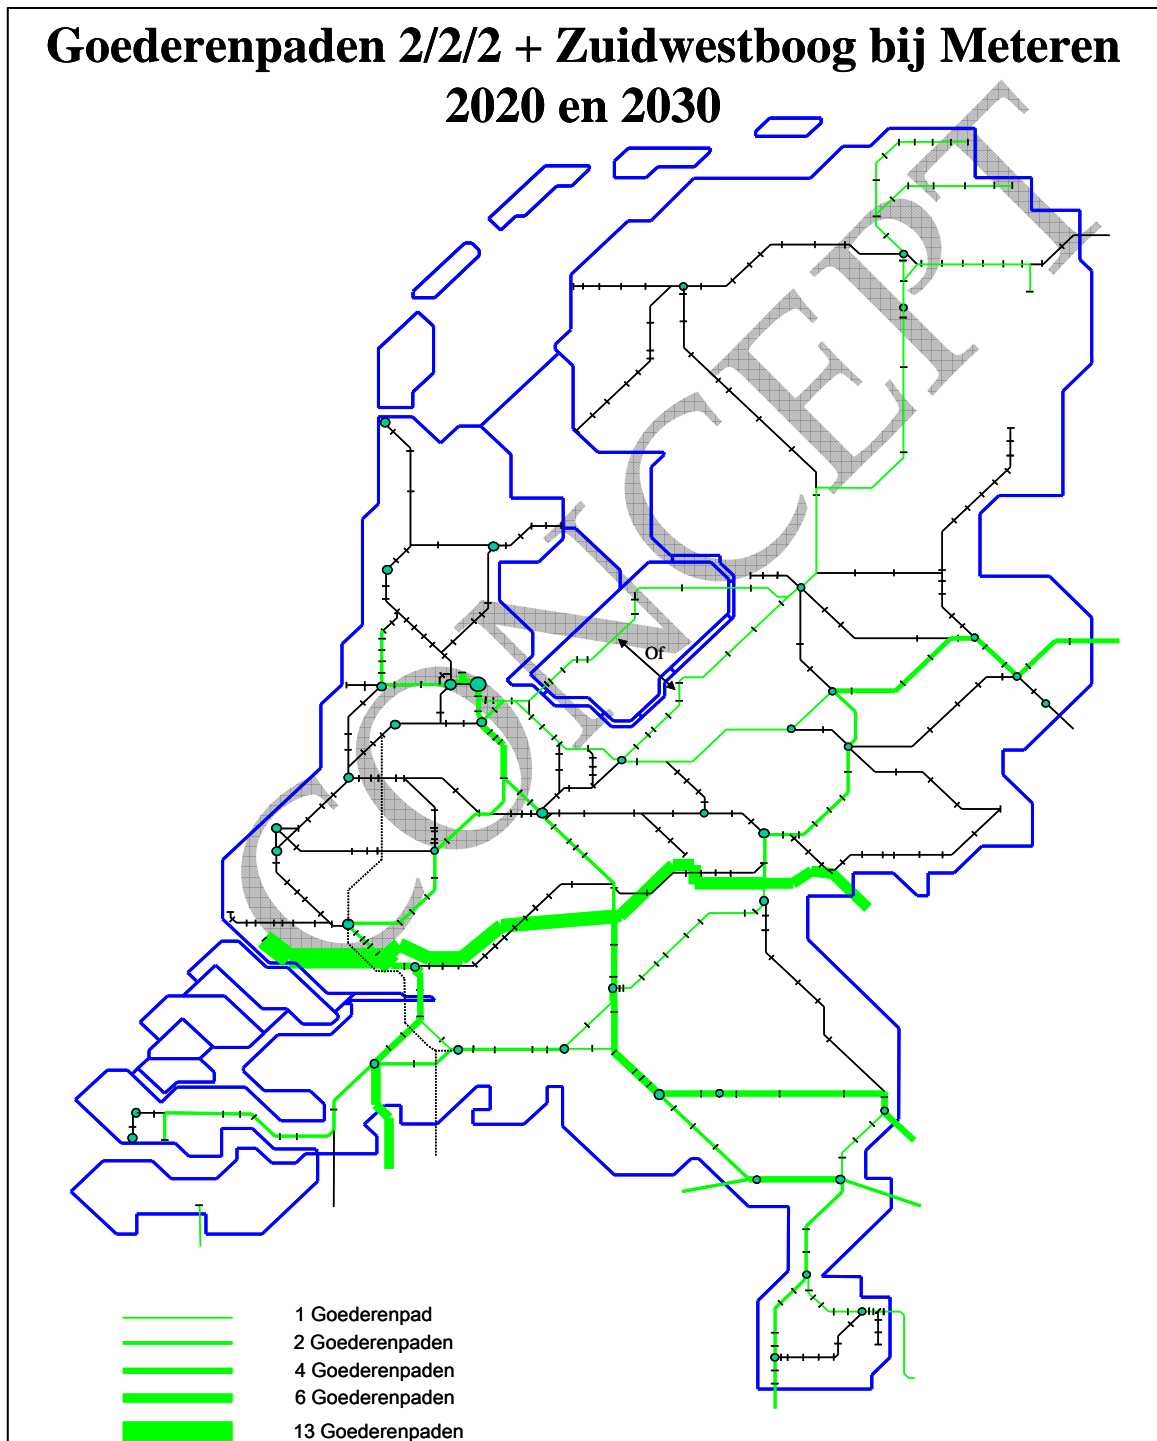 Goederenpaden 2/2/2 + Zuidwestboog bij Meteren
2020 en 2030
CONCEPT
Of
1 Goederenpad
2 Goederenpaden
4 Goederenpaden
6 Goederenpaden
13 Goederenpaden